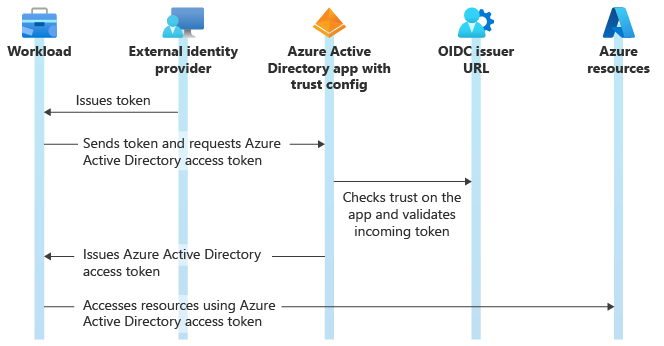 Workload
External identity
provider
Azure Active
Directory app with
trust config
OIDC issuer
URL
Azure
resources
Issues token
Sends token and requests Azure
Active Directory access token
Checks trust on the
app and validates
incoming token
Issues Azure Active Directory
access token
Accesses resources using Azure
Active Directory access token